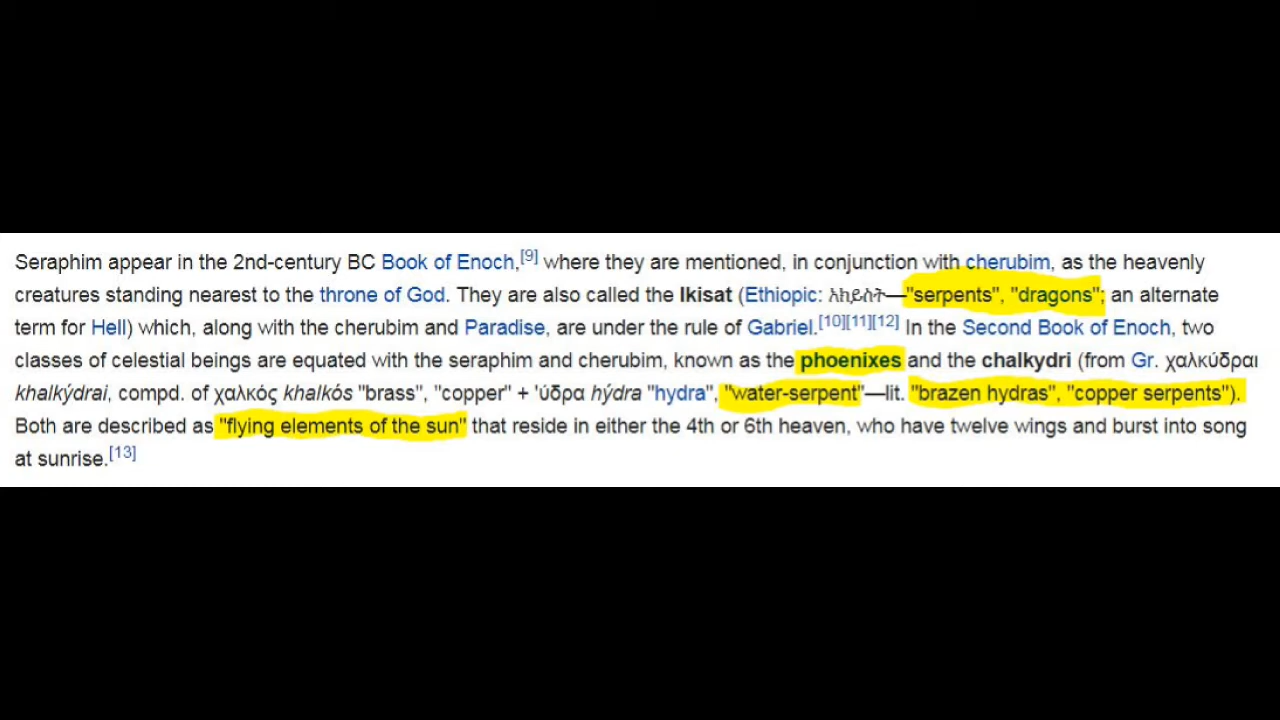 Seraphim appear in the 2nd-century BC Book of Enoch,[9] where they are mentioned, in conjunction with cherubim, as the heavenly
creatures standing nearest to the throne of God. They are also called the Ikisat (Ethiopic: አከይስት—"serpents", "dragons"; an alternate
term for Hell) which, along with the cherubim and Paradise, are under the rule of Gabriel.[10][11][12] In the Second Book of Enoch, two
classes of celestial beings are equated with the seraphim and cherubim, known as the phoenixes and the chalkydri (from Gr. χαλκύδραι
khalkýdrai, compd. of χαλκός khalkós "brass", "copper" + 'ύδρα hýdra "hydra", "water-serpent"—lit. "brazen hydras", "copper serpents").
Both are described as "flying elements of the sun" that reside in either the 4th or 6th heaven, who have twelve wings and burst into song
at sunrise.[13]